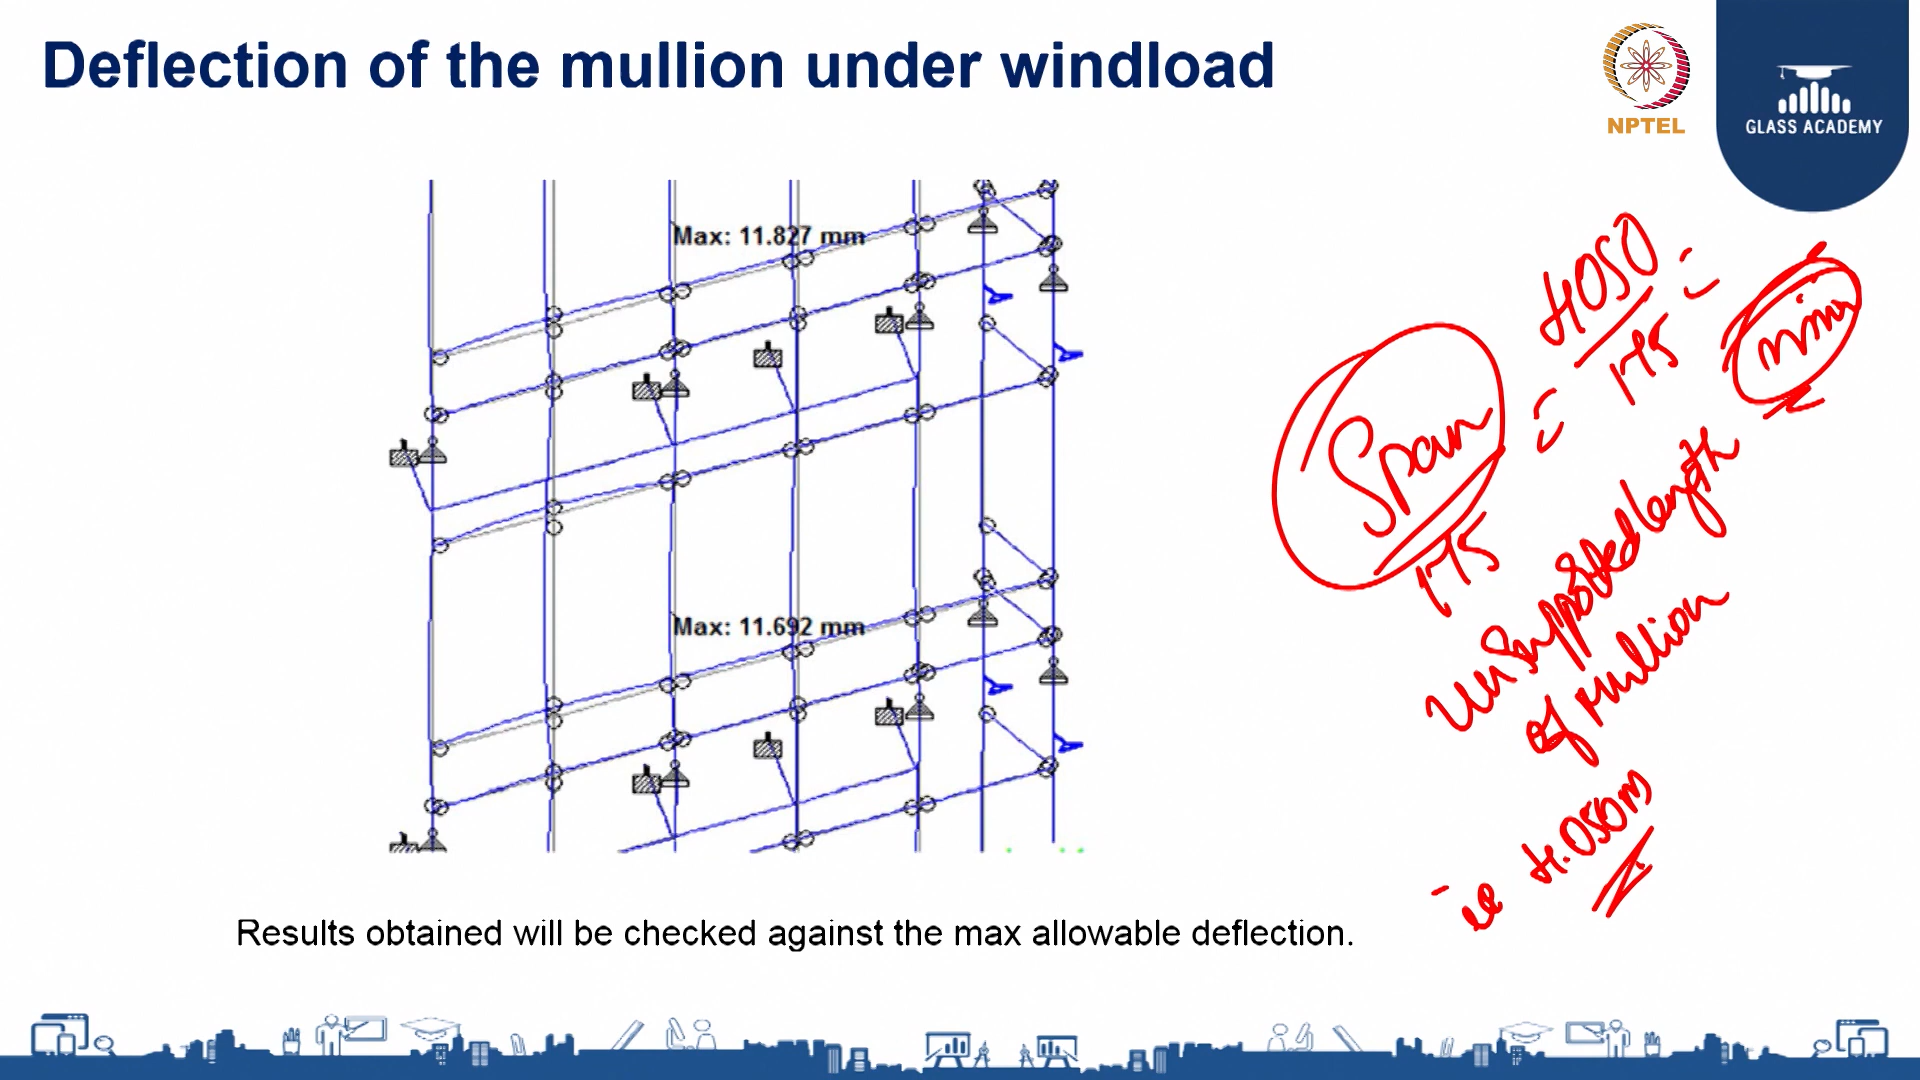 Deflection of the mullion under windload
NPTEL
GLASS ACADEMY
Max: 11.827 mm
Max: 11.692 mm
Span
175
=
4050
175
=
mm
Unsupported length
of Mullion
ie 4.050m
Results obtained will be checked against the max allowable deflection.